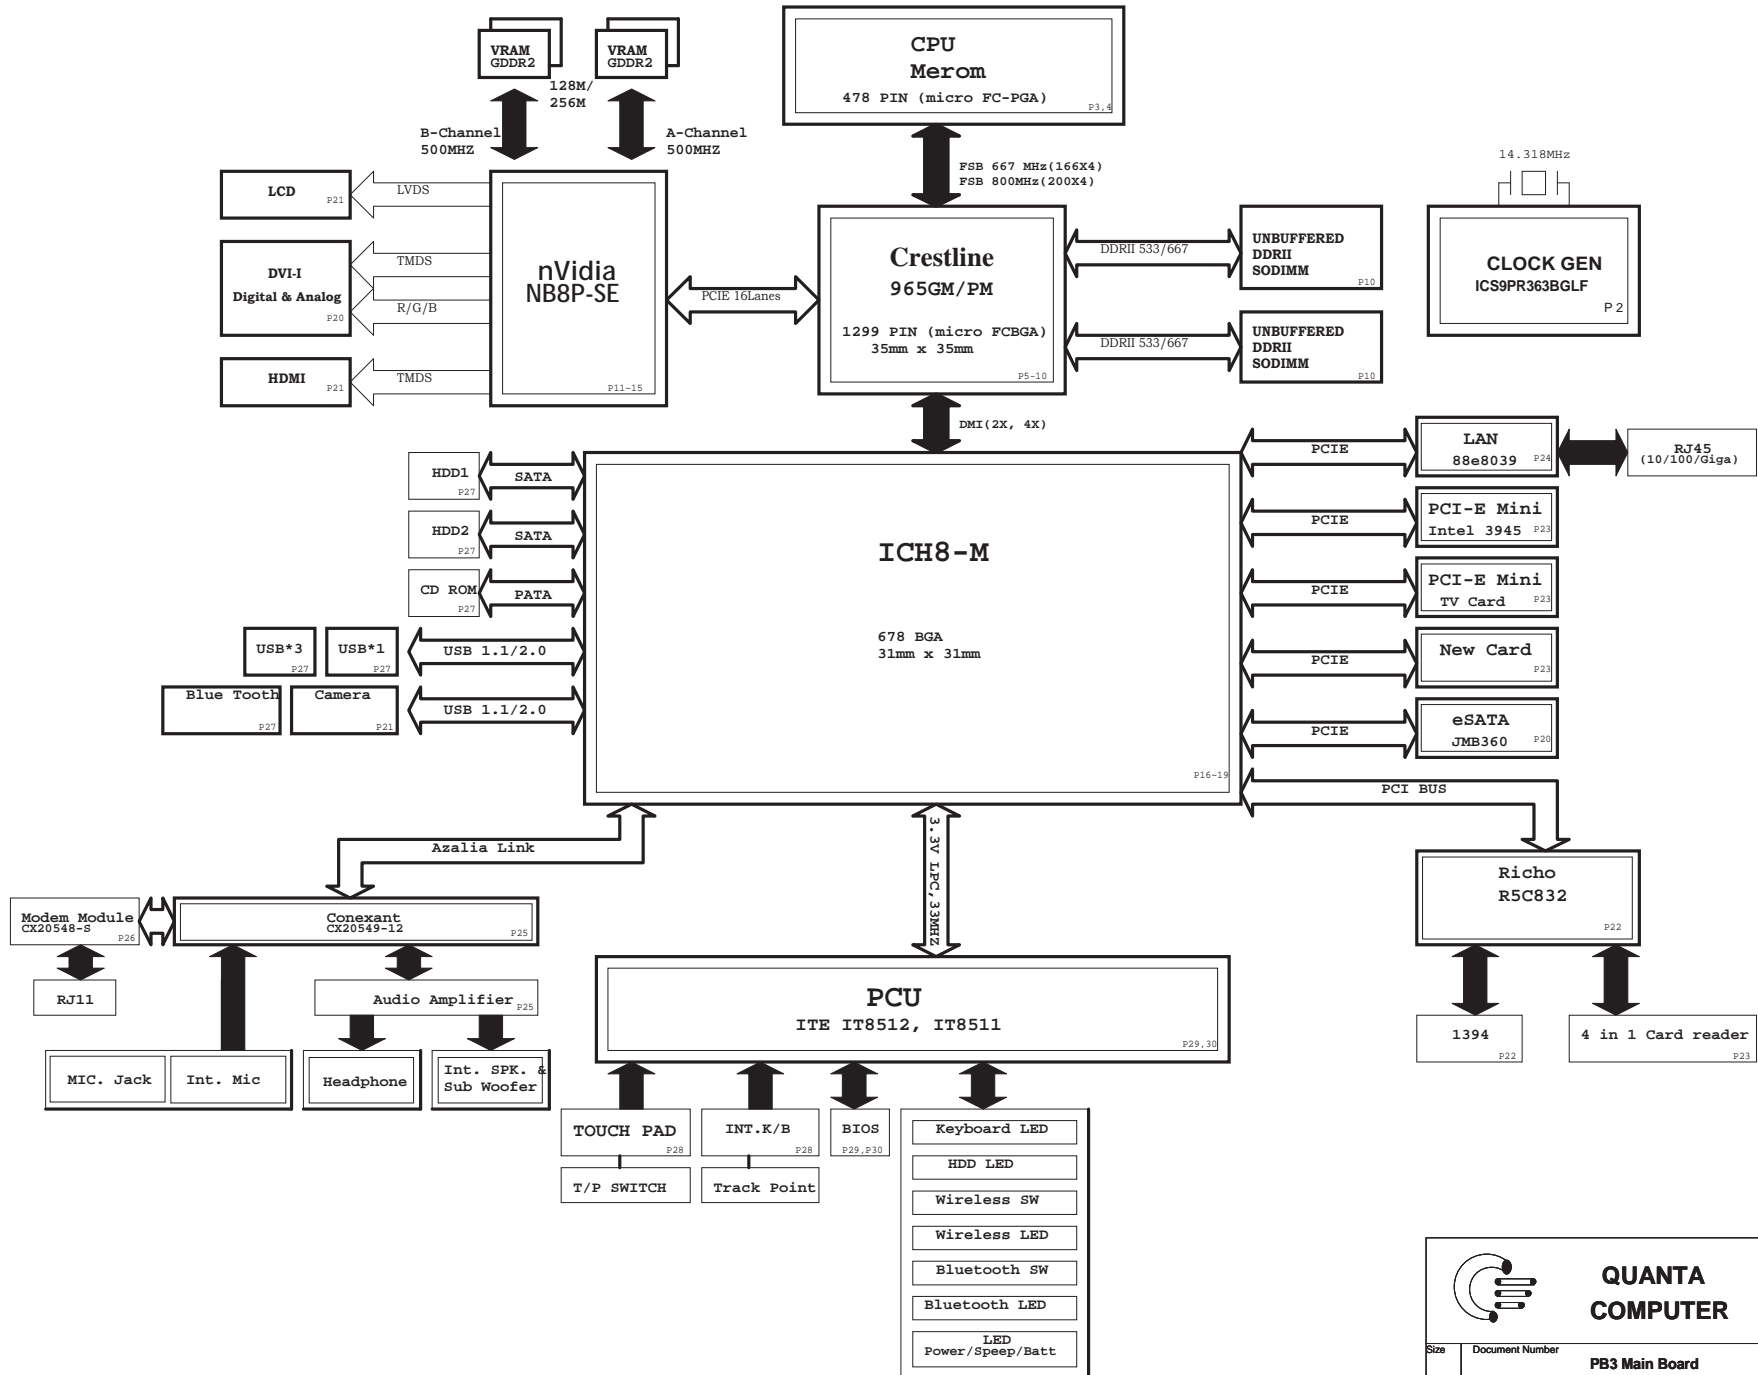 VRAM
GDDR2
VRAM
GDDR2
128M/
256M
B-Channel
500MHZ
A-Channel
500MHZ
CPU
Merom
478 PIN (micro FC-PGA)
P3,4
FSB 667 MHz(166X4)
FSB 800MHz(200X4)
14.318MHz
LCD
P21
LVDS
DVI-I
Digital & Analog
P20
TMDS
R/G/B
HDMI
P21
TMDS
nVidia
NB8P-SE
P11-15
PCIE 16Lanes
Crestline
965GM/PM
1299 PIN (micro FCBGA)
35mm x 35mm
P5-10
DDRII 533/667
UNBUFFERED
DDRII
SODIMM
P10
DDRII 533/667
UNBUFFERED
DDRII
SODIMM
P10
CLOCK GEN
ICS9PR363BGLF
P 2
DMI(2X, 4X)
HDD1
P27
SATA
HDD2
P27
SATA
CD ROM
P27
PATA
USB*3
P27
USB*1
P27
USB 1.1/2.0
Blue Tooth
P27
Camera
P21
USB 1.1/2.0
ICH8-M
678 BGA
31mm x 31mm
P16-19
PCIE
LAN
88e8039
P24
RJ45
(10/100/Giga)
PCIE
PCI-E Mini
Intel 3945
P23
PCIE
PCI-E Mini
TV Card
P23
PCIE
New Card
P23
PCIE
eSATA
JMB360
P20
PCI BUS
Azalia Link
3.3V LPC,33MHZ
Richo
R5C832
P22
Modem Module
CX20548-S
P26
Conexant
CX20549-12
P25
RJ11
Audio Amplifier
P25
MIC. Jack
Int. Mic
Headphone
Int. SPK. &
Sub Woofer
PCU
ITE IT8512, IT8511
P29,30
1394
P22
4 in 1 Card reader
P23
TOUCH PAD
P28
T/P SWITCH
INT.K/B
P28
Track Point
BIOS
P29,P30
Keyboard LED
HDD LED
Wireless SW
Wireless LED
Bluetooth SW
Bluetooth LED
LED
Power/Speep/Batt
QUANTA
COMPUTER
Size
Document Number
PB3 Main Board